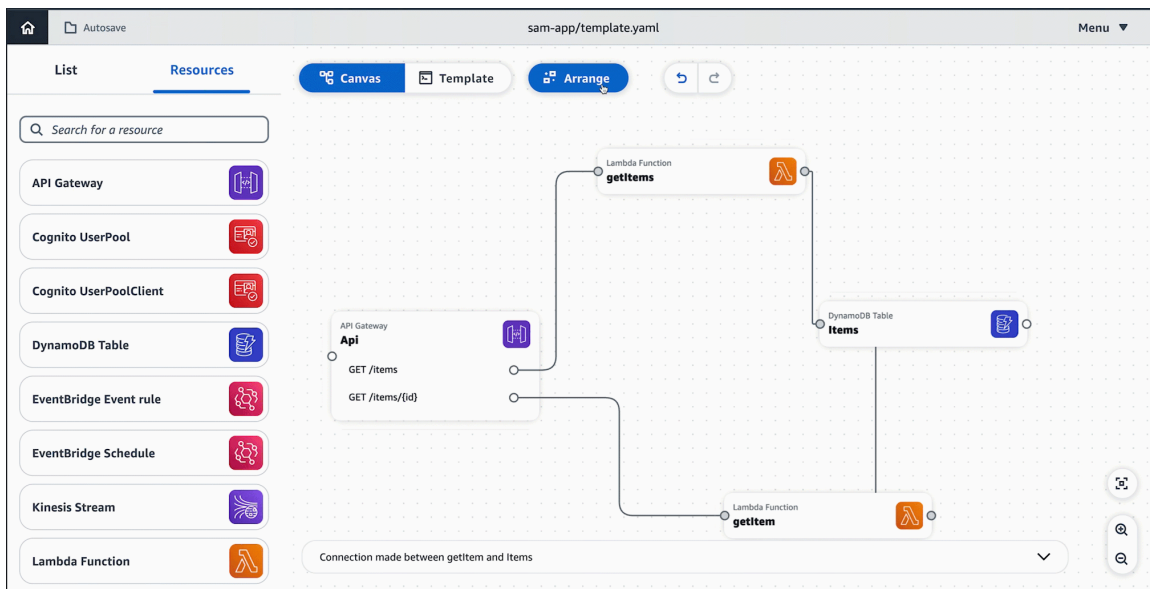 Autosave
sam-app/template.yaml
Menu
List
Resources
Canvas
Template
Arrange
Search for a resource
API Gateway
Cognito UserPool
Cognito UserPoolClient
DynamoDB Table
EventBridge Event rule
EventBridge Schedule
Kinesis Stream
Lambda Function
Lambda Function
getItems
API Gateway
Api
GET /items
GET /items/{id}
DynamoDB Table
Items
Lambda Function
getItem
Connection made between getItem and Items